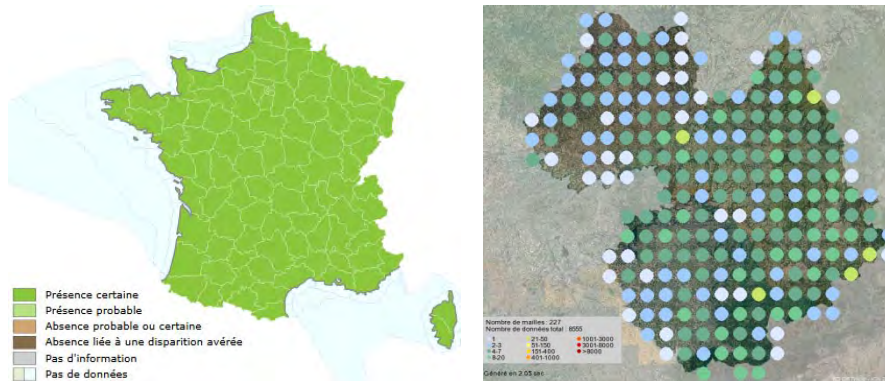 Présence certaine
Présence probable
Absence probable ou certaine
Absence liée à une disparition avérée
Pas d'information
Pas de données
Nombre de mailles : 227
Nombre de données total : 8555
1 21-50 1001-3000
2-3 51-150 3001-8000
4-7 151-400 >8000
8-20 401-1000
Généré en 2.05 sec